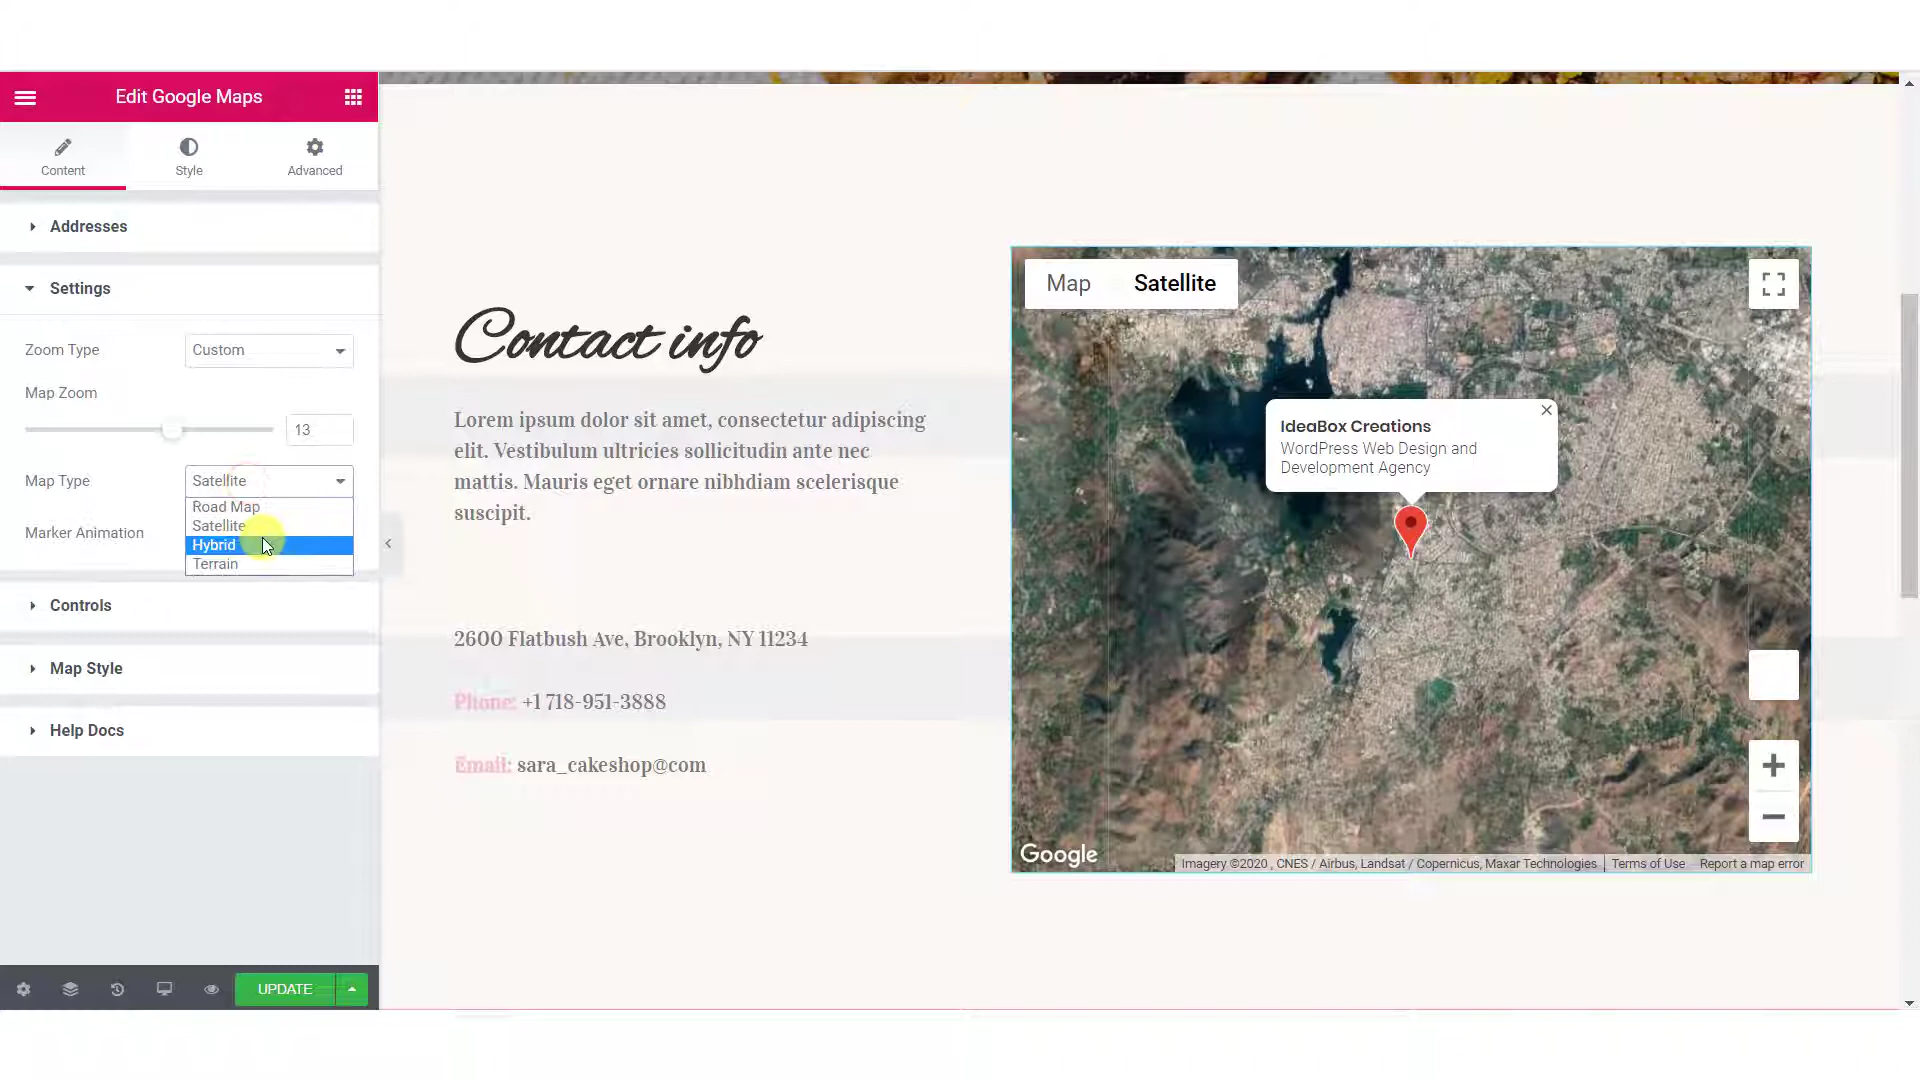 Edit Google Maps
Content
Style
Advanced
Addresses
Settings
Zoom Type
Custom
Map Zoom
13
Map Type
Satellite
Road Map
Satellite
Hybrid
Terrain
Marker Animation
Controls
Map Style
Help Docs
UPDATE
Contact info
Lorem ipsum dolor sit amet, consectetur adipiscing
elit. Vestibulum ultricies sollicitudin ante nec
mattis. Mauris eget ornare nibhdiam scelerisque
suscipit.
2600 Flatbush Ave, Brooklyn, NY 11234
Phone: +1 718-951-3888
Email: sara_cakeshop@com
Map
Satellite
IdeaBox Creations
WordPress Web Design and
Development Agency
Google
Imagery ©2020 , CNES / Airbus, Landsat / Copernicus, Maxar Technologies
Terms of Use
Report a map error